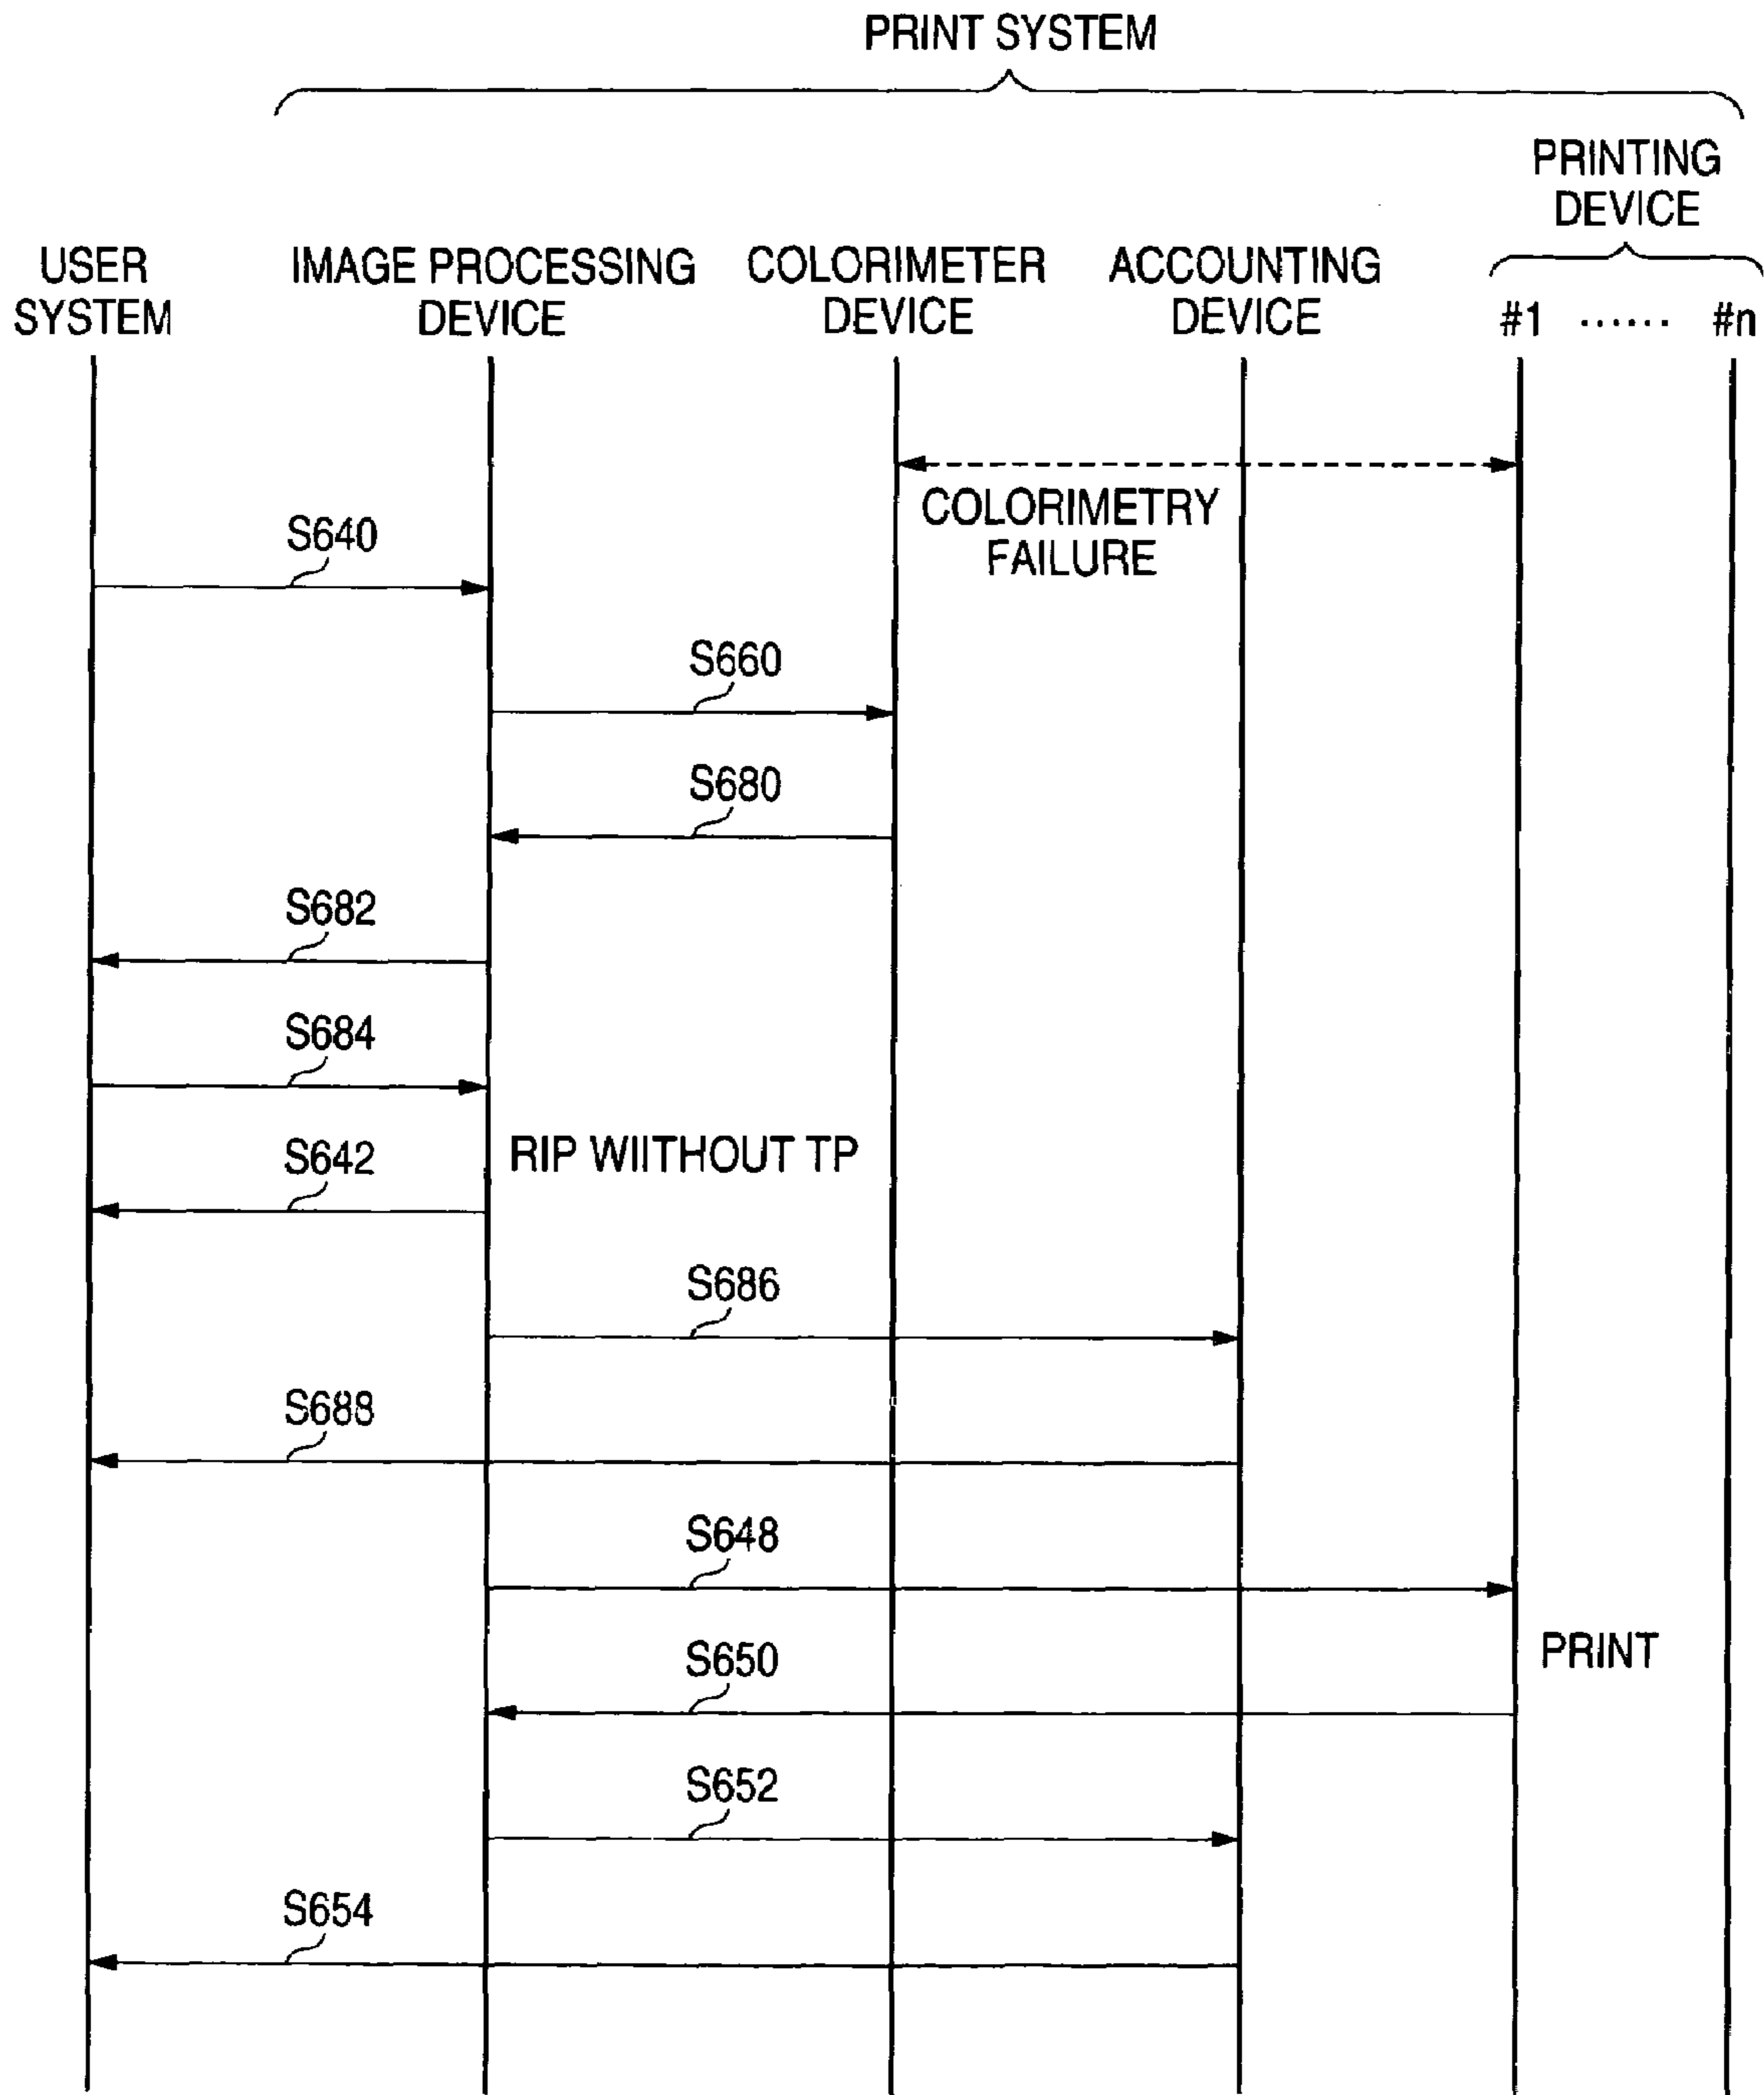 PRINT SYSTEM
PRINTING
DEVICE
USER
SYSTEM
IMAGE PROCESSING
DEVICE
COLORIMETER
DEVICE
ACCOUNTING
DEVICE
#1 ...... #n
COLORIMETRY
FAILURE
S640
S660
S680
S682
S684
RIP WIITHOUT TP
S642
S686
S688
S648
PRINT
S650
S652
S654